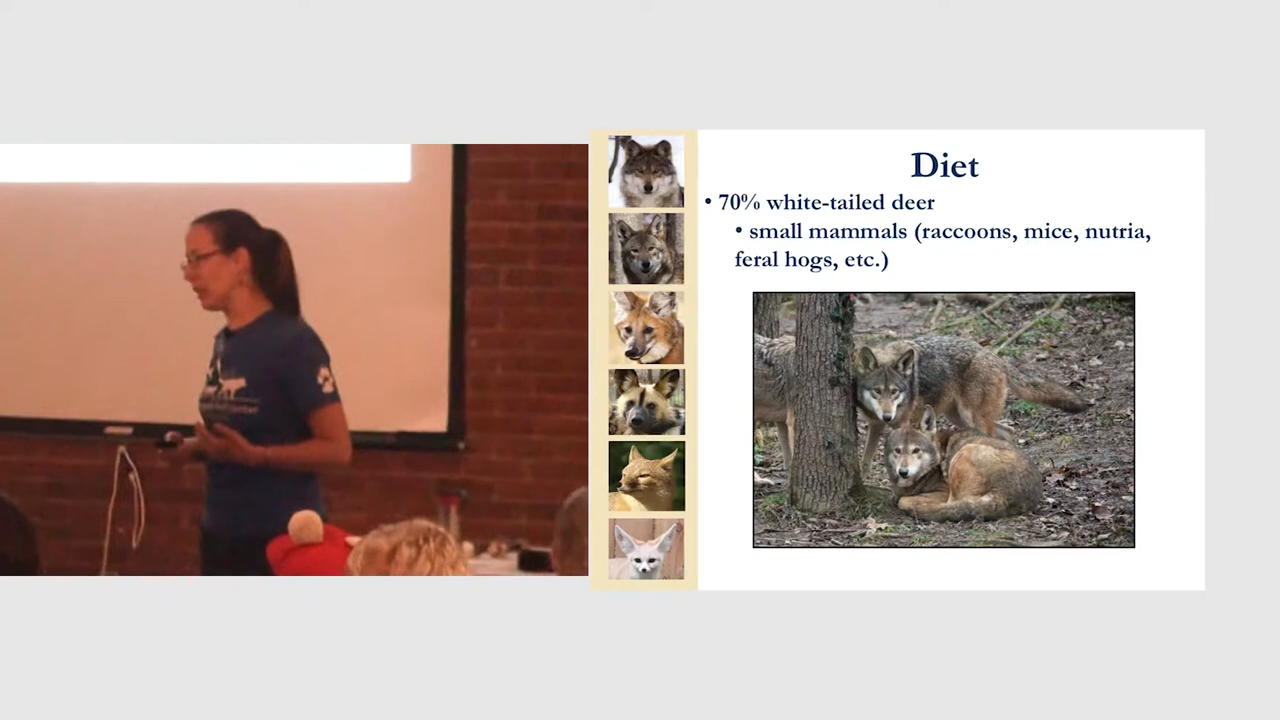 Diet
• 70% white-tailed deer
• small mammals (raccoons, mice, nutria,
feral hogs, etc.)